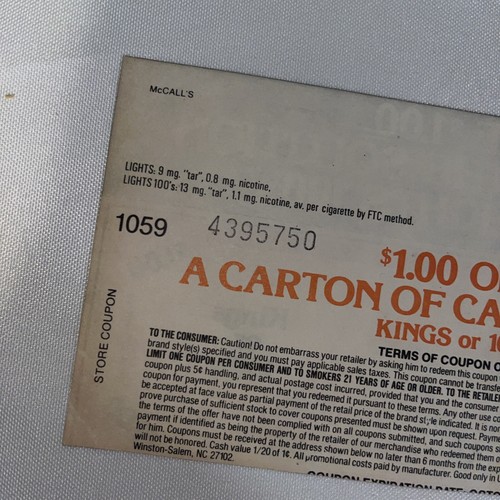 McCALL'S
LIGHTS: 9 mg. "tar", 0.8 mg. nicotine,
LIGHTS 100's: 13 mg. "tar", 1.1 mg. nicotine, av. per cigarette by FTC method.
1059 4395750
STORE COUPON
$1.00 O
A CARTON OF CA
KINGS or 10
TERMS OF COUPON O
TO THE CONSUMER: Caution! Do not embarrass your retailer by asking him to redeem this coupon
brand style(s) specified and you must pay applicable sales taxes. This coupon cannot be transfe
LIMIT ONE COUPON PER CONSUMER AND TO SMOKERS 21 YEARS OF AGE OR OLDER. TO THE RETAILER
coupon plus 5¢ handling, and actual postage cost incurred, provided that you and the consum
coupon for payment, you represent that you redeemed it pursuant to these terms. Any other use co
be accepted at face value as partial payment of the retail price of the brand style indicated. It is no
prove purchase of sufficient stock to cover coupons presented must be shown upon request. Paymen
the terms of the offer have not been complied with on all coupons submitted, and such coupons s
payment if identified as being the property of the retailer of our merchandise who redeemed them o
for him. Coupons must be received at the address shown below no later than 6 months from the exp
will not be honored. Cash value 1/20 of 1¢. All promotional costs paid by manufacturer. Good only
Winston-Salem, NC 27102.
COUPON EXPIRATION DATE: